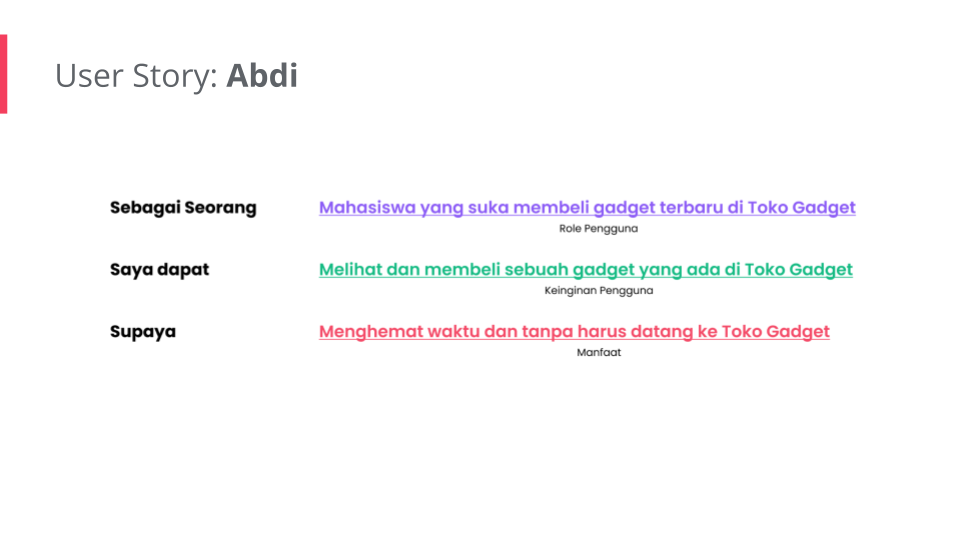 User Story: Abdi
Sebagai Seorang Mahasiswa yang suka membeli gadget terbaru di Toko Gadget
Role Pengguna
Saya dapat Melihat dan membeli sebuah gadget yang ada di Toko Gadget
Keinginan Pengguna
Supaya Menghemat waktu dan tanpa harus datang ke Toko Gadget
Manfaat